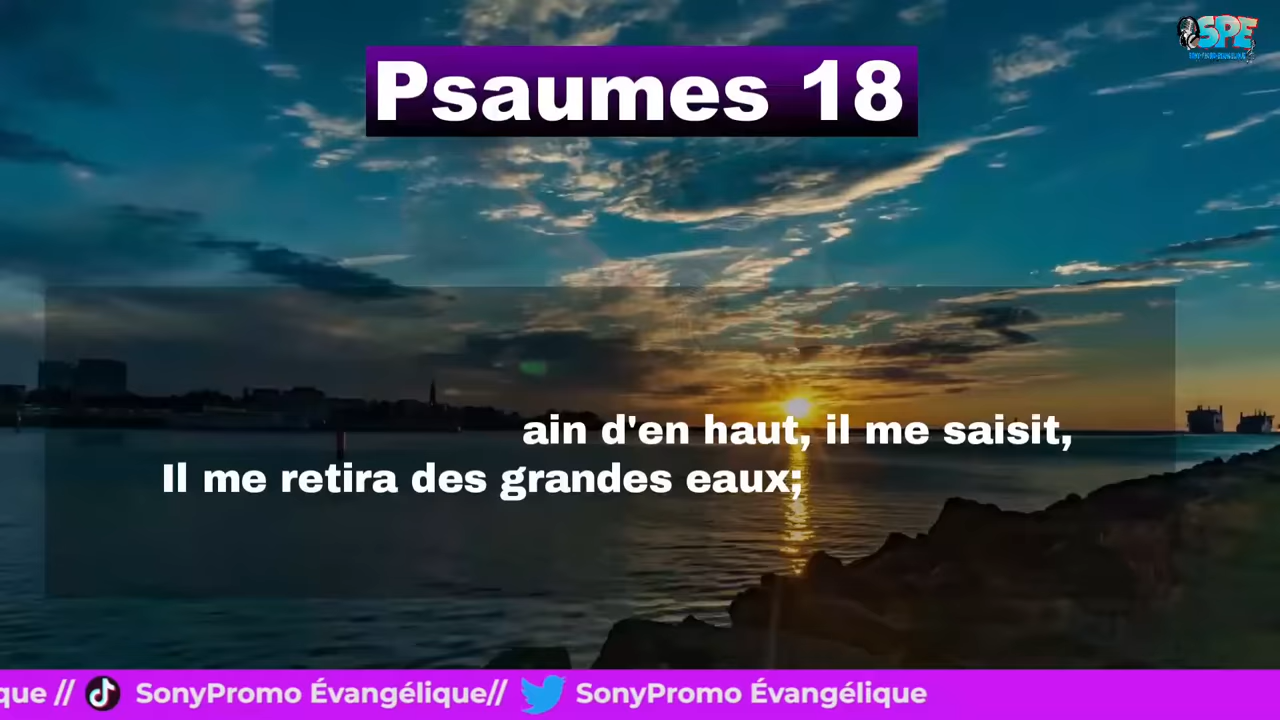 SPE
Psaumes 18
ain d'en haut, il me saisit,
Il me retira des grandes eaux;
que // SonyPromo Évangélique// SonyPromo Évangélique